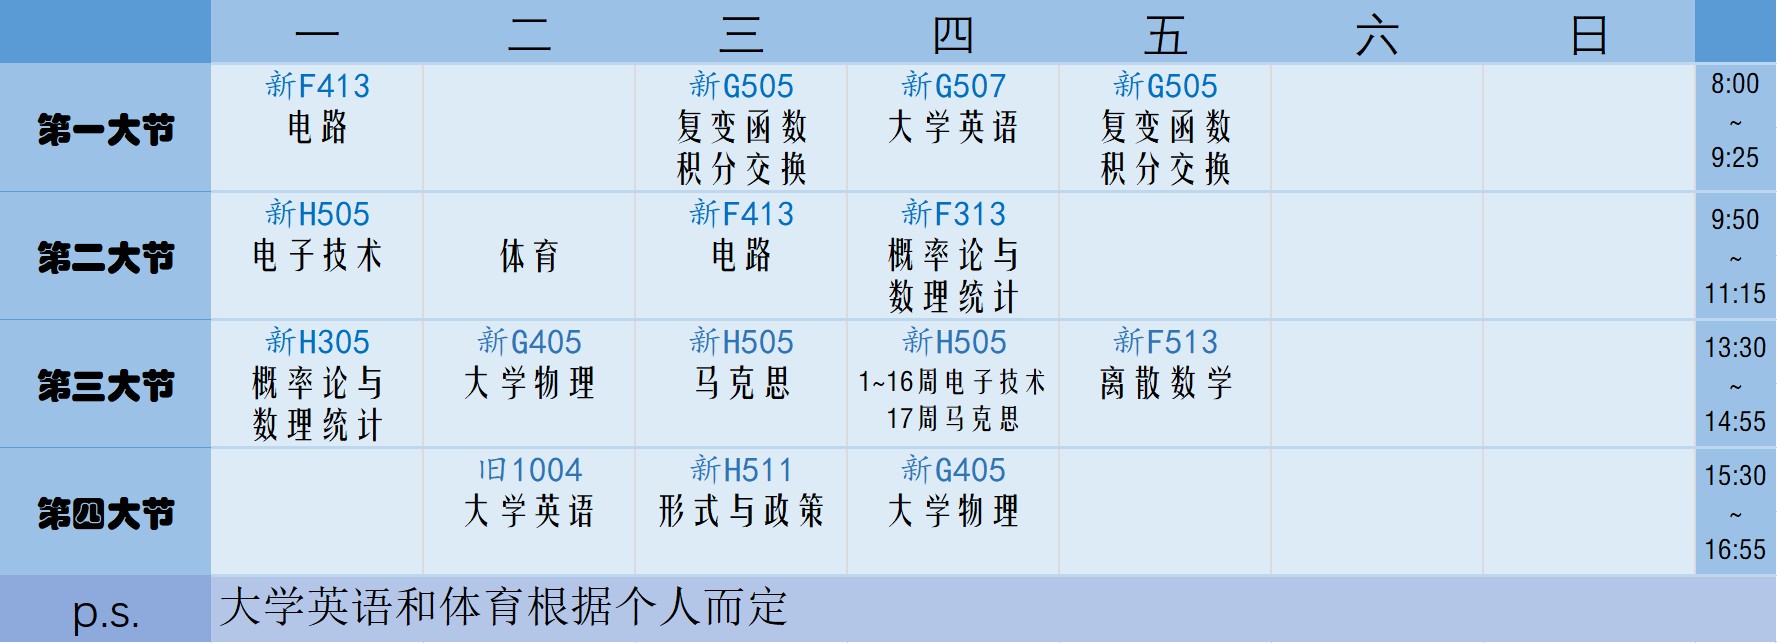 一 二 三 四 五 六 日
第一大节
新F413
电路
新G505
复变函数
积分交换
新G507
大学英语
新G505
复变函数
积分交换
8:00
~
9:25
第二大节
新H505
电子技术
体育
新F413
电路
新F313
概率论与
数理统计
9:50
~
11:15
第三大节
新H305
概率论与
数理统计
新G405
大学物理
新H505
马克思
新H505
1~16周电子技术
17周马克思
新F513
离散数学
13:30
~
14:55
第四大节
旧1004
大学英语
新H511
形式与政策
新G405
大学物理
15:30
~
16:55
p.s.
大学英语和体育根据个人而定